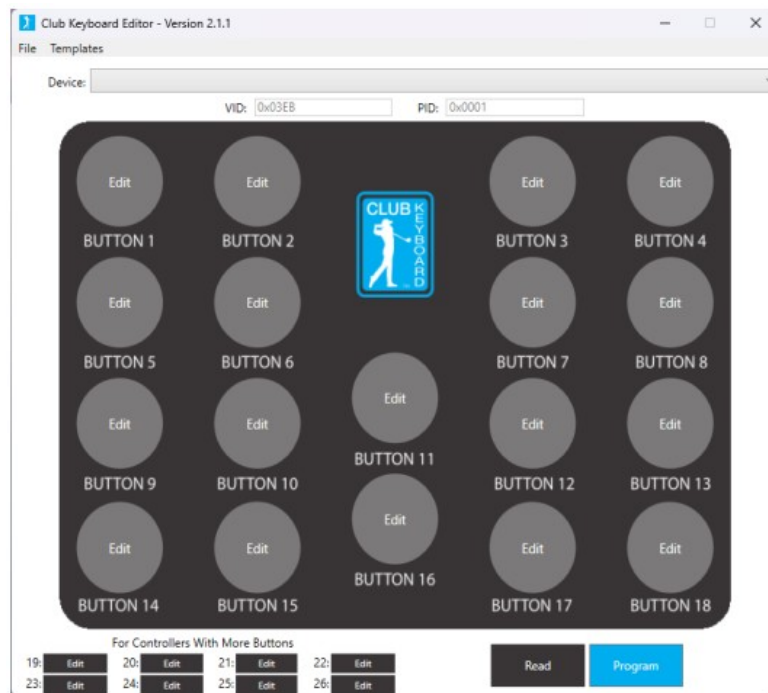 Club Keyboard Editor - Version 2.1.1
File Templates
Device:
VID: 0x03EB PID: 0x0001
Edit Edit Edit Edit
BUTTON 1 BUTTON 2 BUTTON 3 BUTTON 4
CLUB KEYBOARD
Edit Edit Edit Edit
BUTTON 5 BUTTON 6 BUTTON 7 BUTTON 8
Edit
BUTTON 11
Edit Edit Edit Edit
BUTTON 9 BUTTON 10 BUTTON 12 BUTTON 13
Edit
BUTTON 16
Edit Edit Edit Edit
BUTTON 14 BUTTON 15 BUTTON 17 BUTTON 18
For Controllers With More Buttons
19: Edit 20: Edit 21: Edit 22: Edit
23: Edit 24: Edit 25: Edit 26: Edit
Read Program